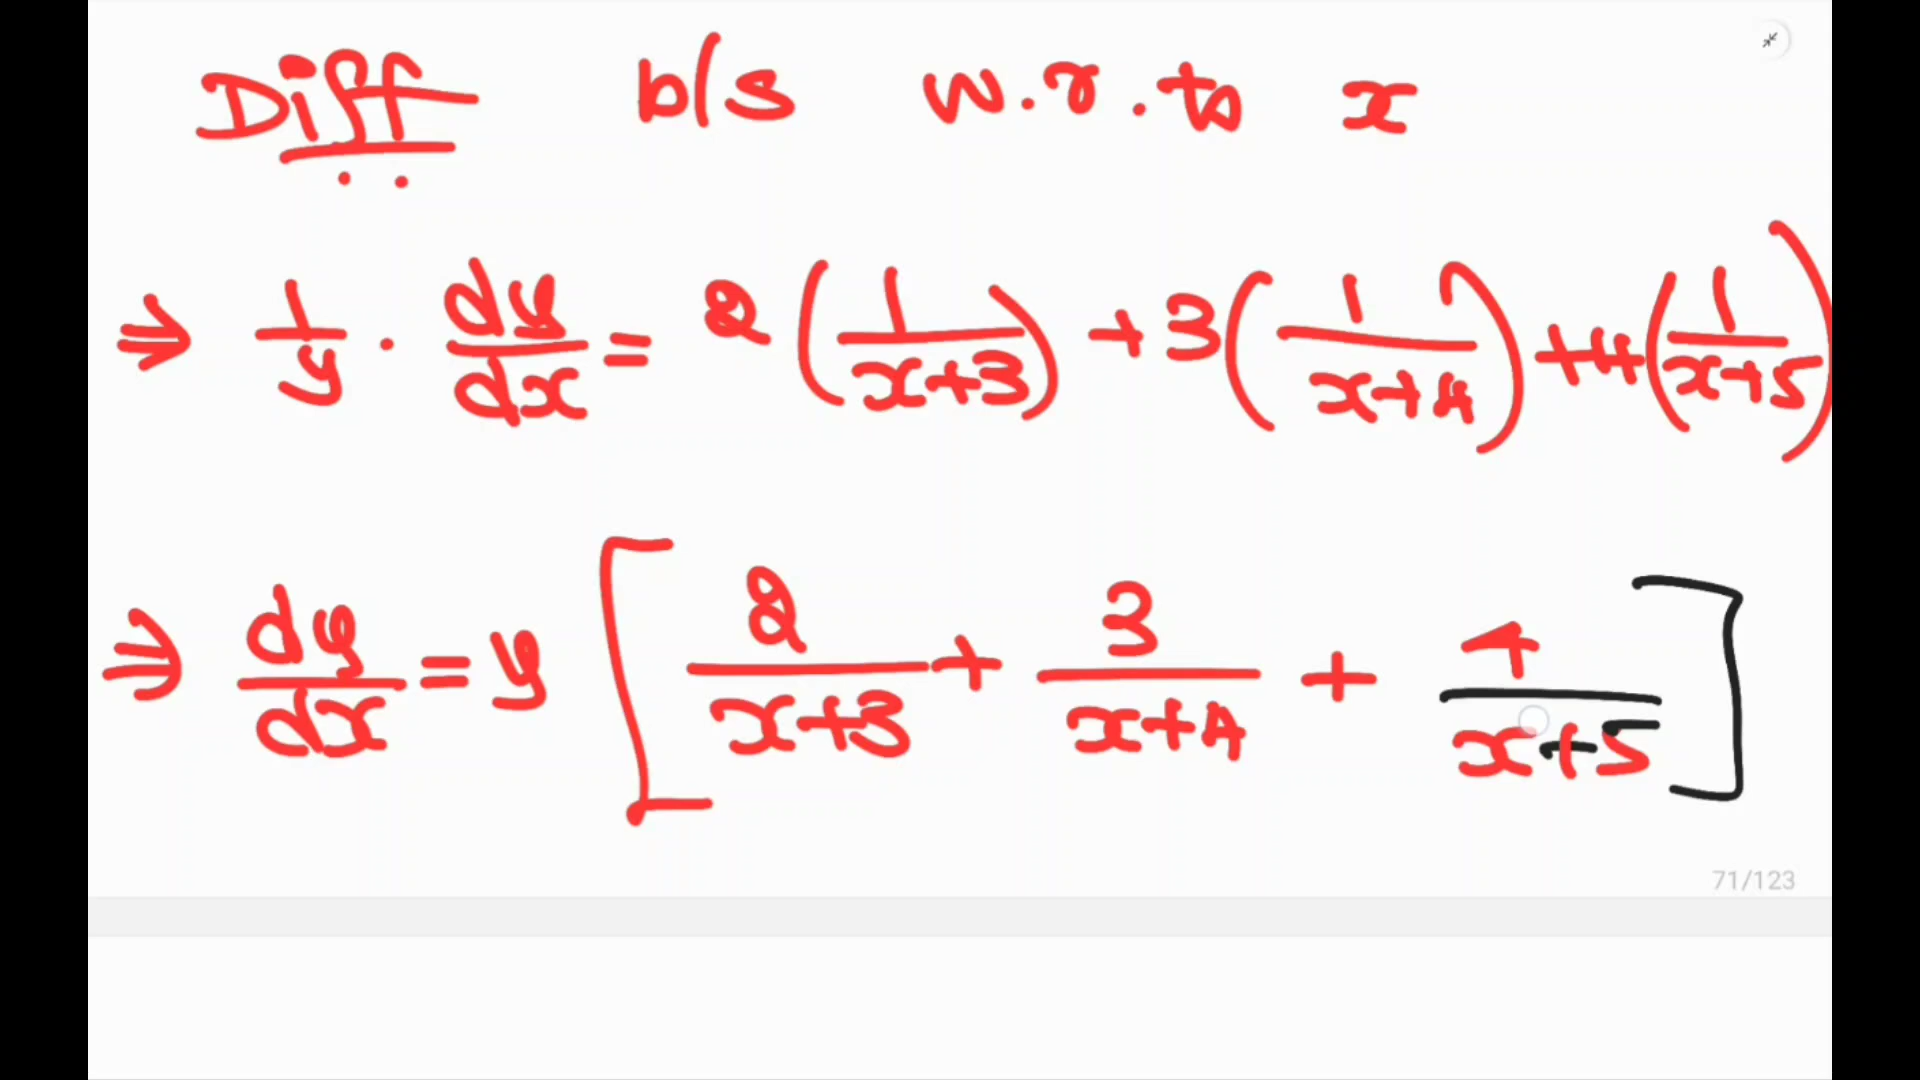 Diff b/s w.r.to x
⇒ 1/y · dy/dx = 2(1/(x+3)) + 3(1/(x+4)) + 4(1/(x+5))
⇒ dy/dx = y[2/(x+3) + 3/(x+4) + 4/(x+5)]
71/123